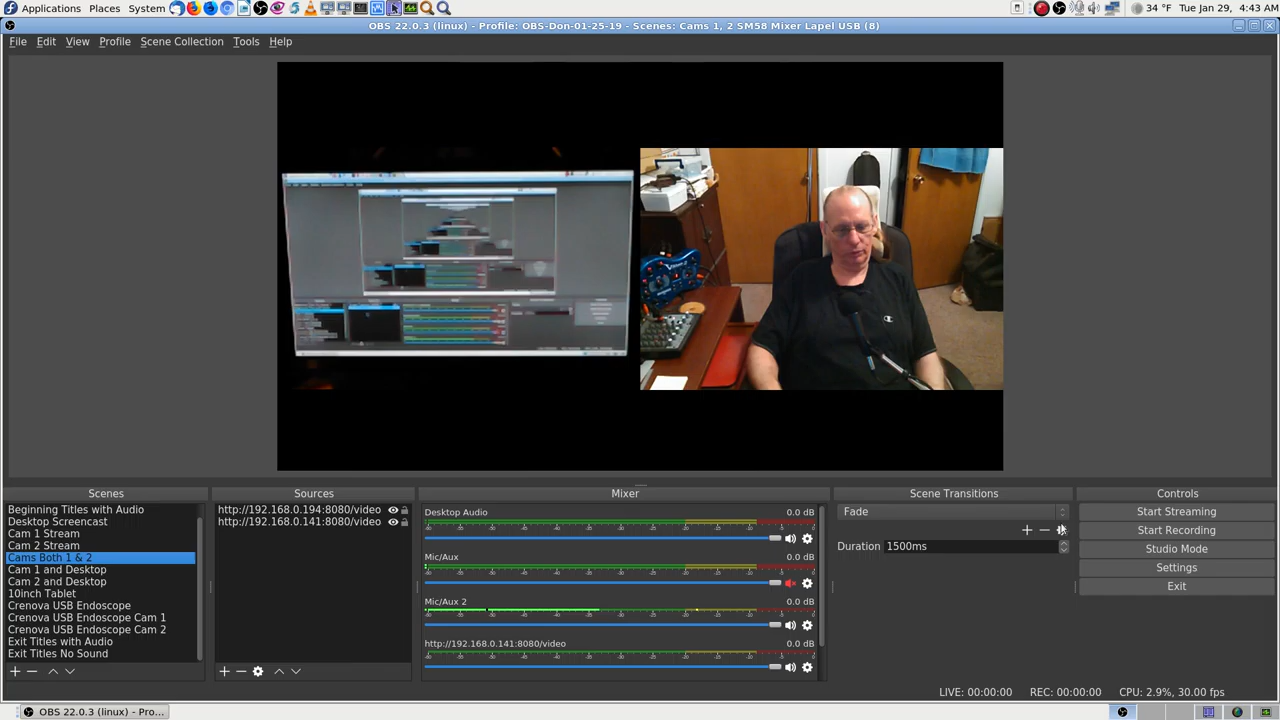 Applications Places System
34 °F Tue Jan 29, 4:43 AM
OBS 22.0.3 (linux) - Profile: OBS-Don-01-25-19 - Scenes: Cams 1, 2 SM58 Mixer Lapel USB (8)
File Edit View Profile Scene Collection Tools Help
Scenes
Beginning Titles with Audio
Desktop Screencast
Cam 1 Stream
Cam 2 Stream
Cams Both 1 & 2
Cam 1 and Desktop
Cam 2 and Desktop
10inch Tablet
Crenova USB Endoscope
Crenova USB Endoscope Cam 1
Crenova USB Endoscope Cam 2
Exit Titles with Audio
Exit Titles No Sound
Sources
http://192.168.0.194:8080/video
http://192.168.0.141:8080/video
Mixer
Desktop Audio 0.0 dB
Mic/Aux 0.0 dB
Mic/Aux 2 0.0 dB
http://192.168.0.141:8080/video 0.0 dB
Scene Transitions
Fade
Duration 1500ms
Controls
Start Streaming
Start Recording
Studio Mode
Settings
Exit
LIVE: 00:00:00 REC: 00:00:00 CPU: 2.9%, 30.00 fps
OBS 22.0.3 (linux) - Pro...